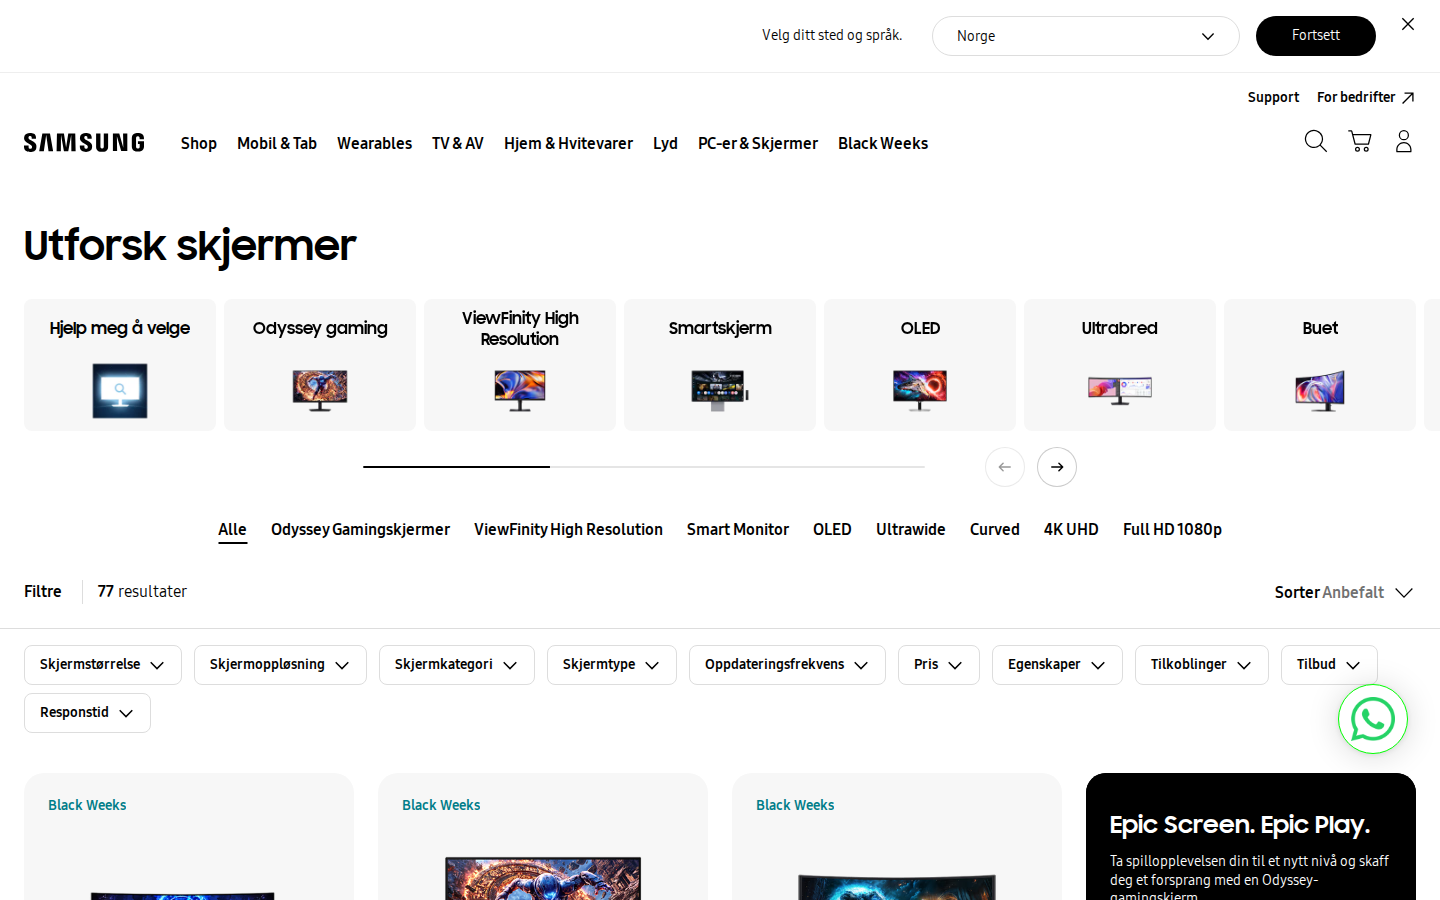 Velg ditt sted og språk.
Norge
Fortsett
Support
For bedrifter
SAMSUNG
Shop
Mobil & Tab
Wearables
TV & AV
Hjem & Hvitevarer
Lyd
PC-er & Skjermer
Black Weeks
Utforsk skjermer
Hjelp meg å velge
Odyssey gaming
ViewFinity High
Resolution
Smartskjerm
OLED
Ultrabred
Buet
Alle
Odyssey Gamingskjermer
ViewFinity High Resolution
Smart Monitor
OLED
Ultrawide
Curved
4K UHD
Full HD 1080p
Filtre
77 resultater
Sorter Anbefalt
Skjermstørrelse
Skjermoppløsning
Skjermkategori
Skjermtype
Oppdateringsfrekvens
Pris
Egenskaper
Tilkoblinger
Tilbud
Responstid
Black Weeks
Black Weeks
Black Weeks
Epic Screen. Epic Play.
Ta spillopplevelsen din til et nytt nivå og skaff
deg et forsprang med en Odyssey-
gamingskjerm